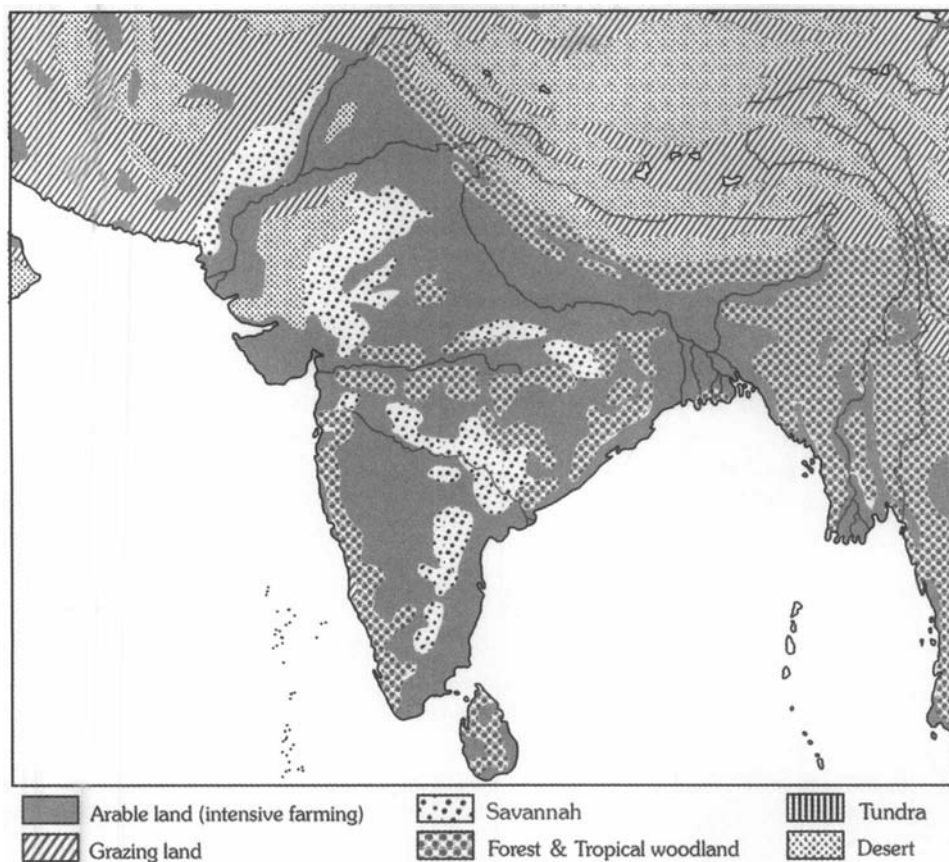 Arable land (intensive farming)
Savannah
Tundra
Grazing land
Forest & Tropical woodland
Desert